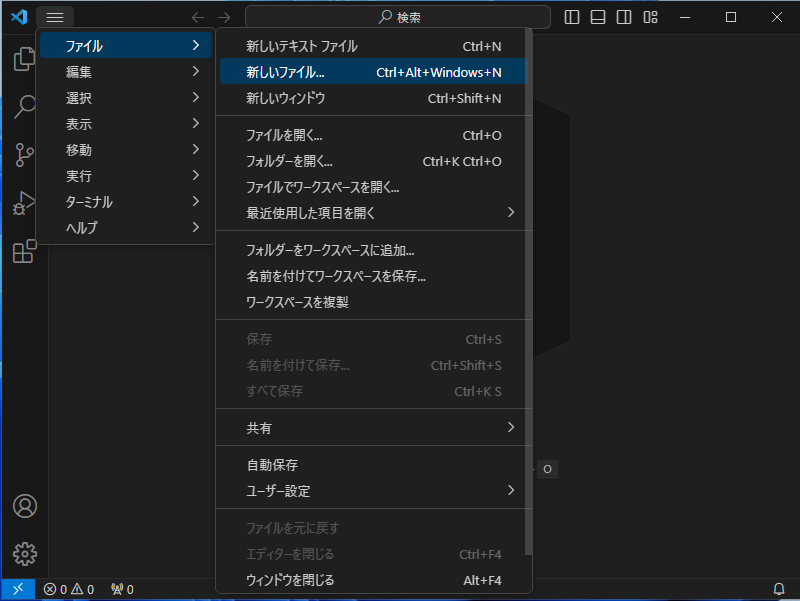 検索
ファイル
編集
選択
表示
移動
実行
ターミナル
ヘルプ
新しいテキスト ファイル Ctrl+N
新しいファイル... Ctrl+Alt+Windows+N
新しいウィンドウ Ctrl+Shift+N
ファイルを開く... Ctrl+O
フォルダーを開く... Ctrl+K Ctrl+O
ファイルでワークスペースを開く...
最近使用した項目を開く
フォルダーをワークスペースに追加...
名前を付けてワークスペースを保存...
ワークスペースを複製
保存 Ctrl+S
名前を付けて保存... Ctrl+Shift+S
すべて保存 Ctrl+K S
共有
自動保存
ユーザー設定
ファイルを元に戻す
エディターを閉じる Ctrl+F4
ウィンドウを閉じる Alt+F4
O
0 0 0